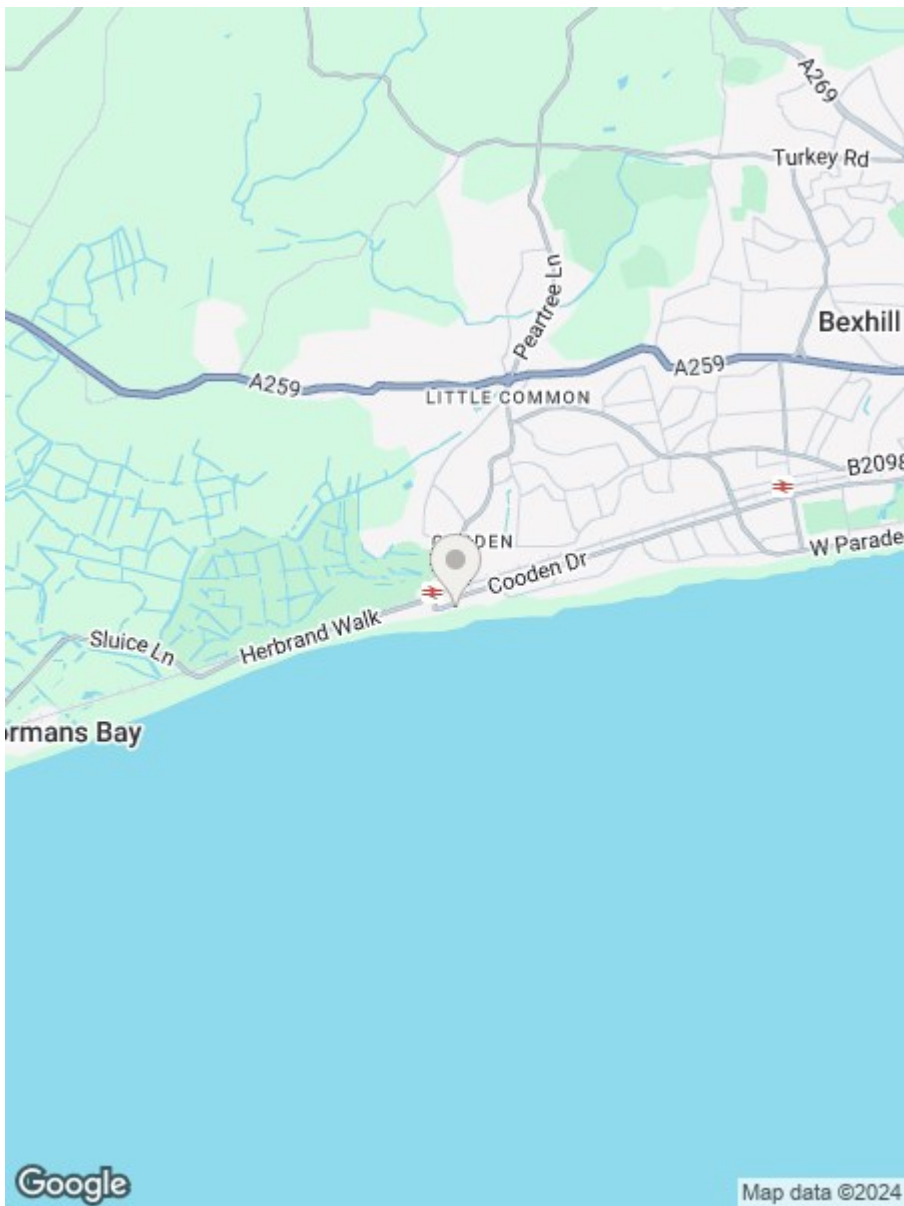 A269
Turkey Rd
Peartree Ln
Bexhill
A259
A259
LITTLE COMMON
B2098
W Parade
Cooden Dr
Herbrand Walk
Sluice Ln
ormans Bay
Google
Map data ©2024